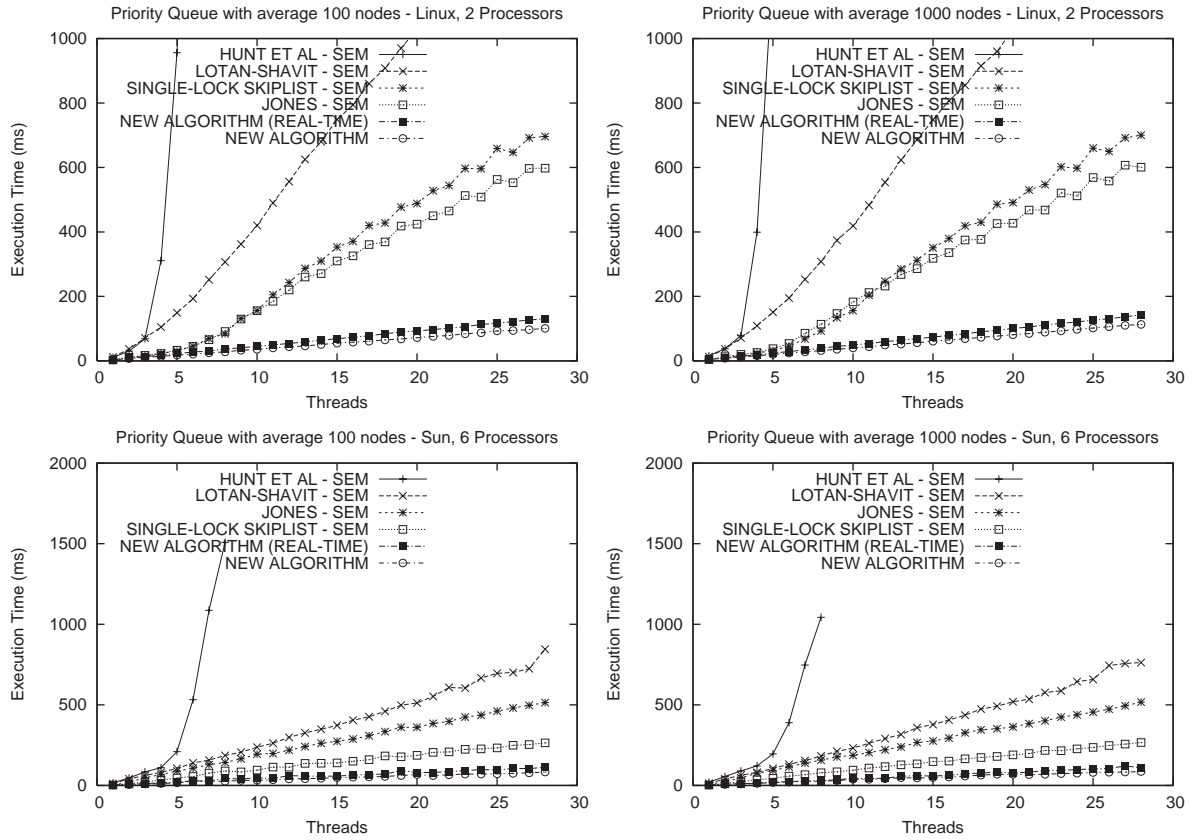 Priority Queue with average 100 nodes - Linux, 2 Processors
Execution Time (ms)
1000
800
600
400
200
0
HUNT ET AL - SEM
LOTAN-SHAVIT - SEM
SINGLE-LOCK SKIPLIST - SEM
JONES - SEM
NEW ALGORITHM (REAL-TIME)
NEW ALGORITHM
0 5 10 15 20 25 30
Threads
Priority Queue with average 1000 nodes - Linux, 2 Processors
Execution Time (ms)
1000
800
600
400
200
0
HUNT ET AL - SEM
LOTAN-SHAVIT - SEM
SINGLE-LOCK SKIPLIST - SEM
JONES - SEM
NEW ALGORITHM (REAL-TIME)
NEW ALGORITHM
0 5 10 15 20 25 30
Threads
Priority Queue with average 100 nodes - Sun, 6 Processors
Execution Time (ms)
2000
1500
1000
500
0
HUNT ET AL - SEM
LOTAN-SHAVIT - SEM
JONES - SEM
SINGLE-LOCK SKIPLIST - SEM
NEW ALGORITHM (REAL-TIME)
NEW ALGORITHM
0 5 10 15 20 25 30
Threads
Priority Queue with average 1000 nodes - Sun, 6 Processors
Execution Time (ms)
2000
1500
1000
500
0
HUNT ET AL - SEM
LOTAN-SHAVIT - SEM
JONES - SEM
SINGLE-LOCK SKIPLIST - SEM
NEW ALGORITHM (REAL-TIME)
NEW ALGORITHM
0 5 10 15 20 25 30
Threads